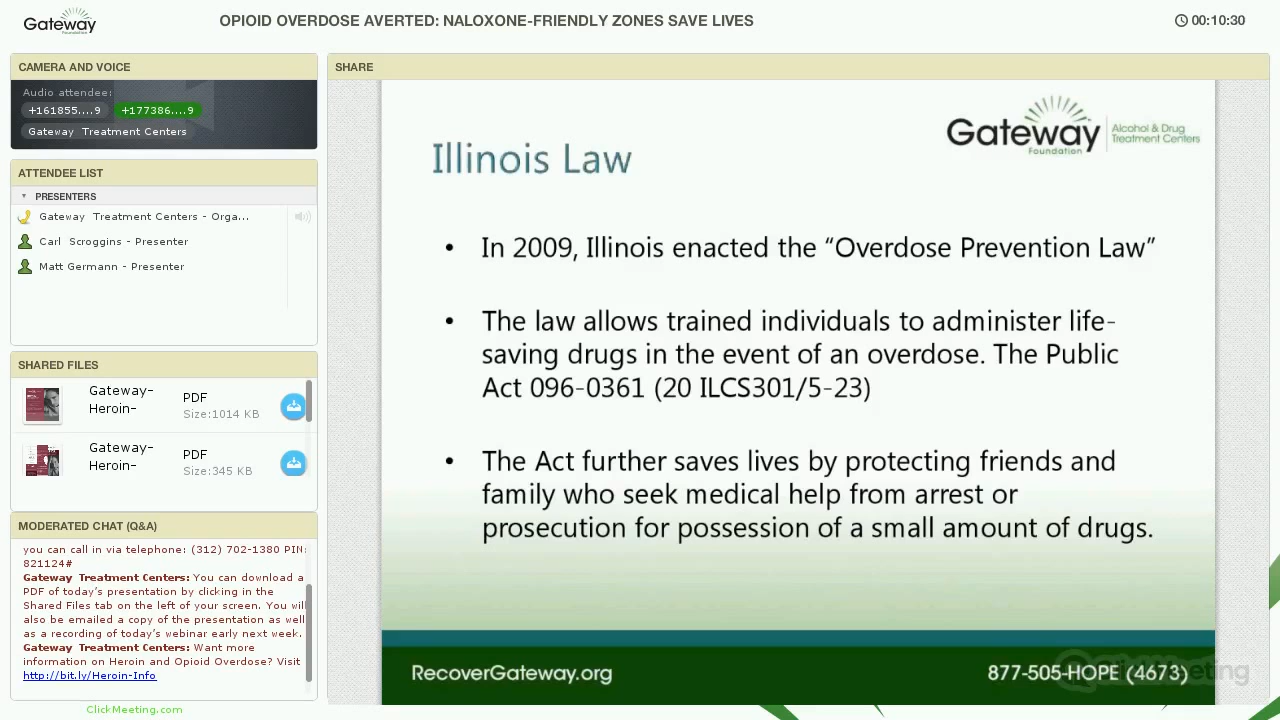 Gateway
Foundation
OPIOID OVERDOSE AVERTED: NALOXONE-FRIENDLY ZONES SAVE LIVES
00:10:30
CAMERA AND VOICE
Audio attendee:
+161855....9
+177386....9
Gateway Treatment Centers
ATTENDEE LIST
PRESENTERS
Gateway Treatment Centers - Orga...
Carl Scroggins - Presenter
Matt Germann - Presenter
SHARED FILES
Gateway-
Heroin-
PDF
Size:1014 KB
Gateway-
Heroin-
PDF
Size:345 KB
MODERATED CHAT (Q&A)
you can call in via telephone: (312) 702-1380 PIN:
821124#
Gateway Treatment Centers: You can download a
PDF of today's presentation by clicking in the
Shared Files tab on the left of your screen. You will
also be emailed a copy of the presentation as well
as a recording of today's webinar early next week.
Gateway Treatment Centers: Want more
information on Heroin and Opioid Overdose? Visit
http://bit.ly/Heroin-Info
ClickMeeting.com
SHARE
Gateway
Foundation
Alcohol & Drug
Treatment Centers
Illinois Law
• In 2009, Illinois enacted the “Overdose Prevention Law”
• The law allows trained individuals to administer life-
saving drugs in the event of an overdose. The Public
Act 096-0361 (20 ILCS301/5-23)
• The Act further saves lives by protecting friends and
family who seek medical help from arrest or
prosecution for possession of a small amount of drugs.
RecoverGateway.org
877-505-HOPE (4673)